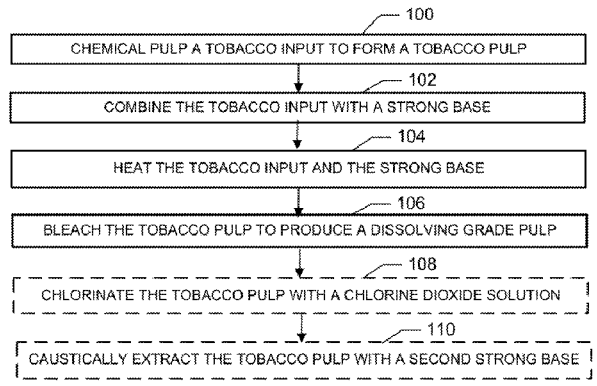 100
CHEMICAL PULP A TOBACCO INPUT TO FORM A TOBACCO PULP
102
COMBINE THE TOBACCO INPUT WITH A STRONG BASE
104
HEAT THE TOBACCO INPUT AND THE STRONG BASE
106
BLEACH THE TOBACCO PULP TO PRODUCE A DISSOLVING GRADE PULP
108
CHLORINATE THE TOBACCO PULP WITH A CHLORINE DIOXIDE SOLUTION
110
CAUSTICALLY EXTRACT THE TOBACCO PULP WITH A SECOND STRONG BASE